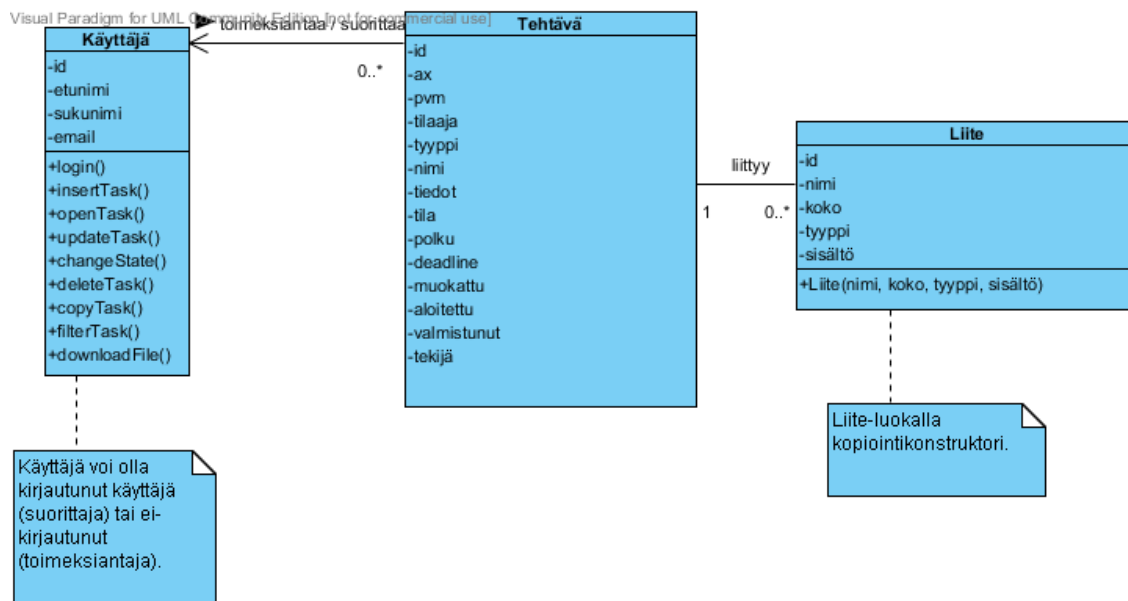 Visual Paradigm for UML Community Edition [not for commercial use]
toimeksiantaa / suorittaa
0..*
Käyttäjä
-id
-etunimi
-sukunimi
-email
+login()
+insertTask()
+openTask()
+updateTask()
+changeState()
+deleteTask()
+copyTask()
+filterTask()
+downloadFile()
Käyttäjä voi olla
kirjautunut käyttäjä
(suorittaja) tai ei-
kirjautunut
(toimeksiantaja).
Tehtävä
-id
-ax
-pvm
-tilaaja
-tyyppi
-nimi
-tiedot
-tila
-polku
-deadline
-muokattu
-aloitettu
-valmistunut
-tekijä
liittyy
1
0..*
Liite
-id
-nimi
-koko
-tyyppi
-sisältö
+Liite(nimi, koko, tyyppi, sisältö)
Liite-luokalla
kopiointikonstruktori.